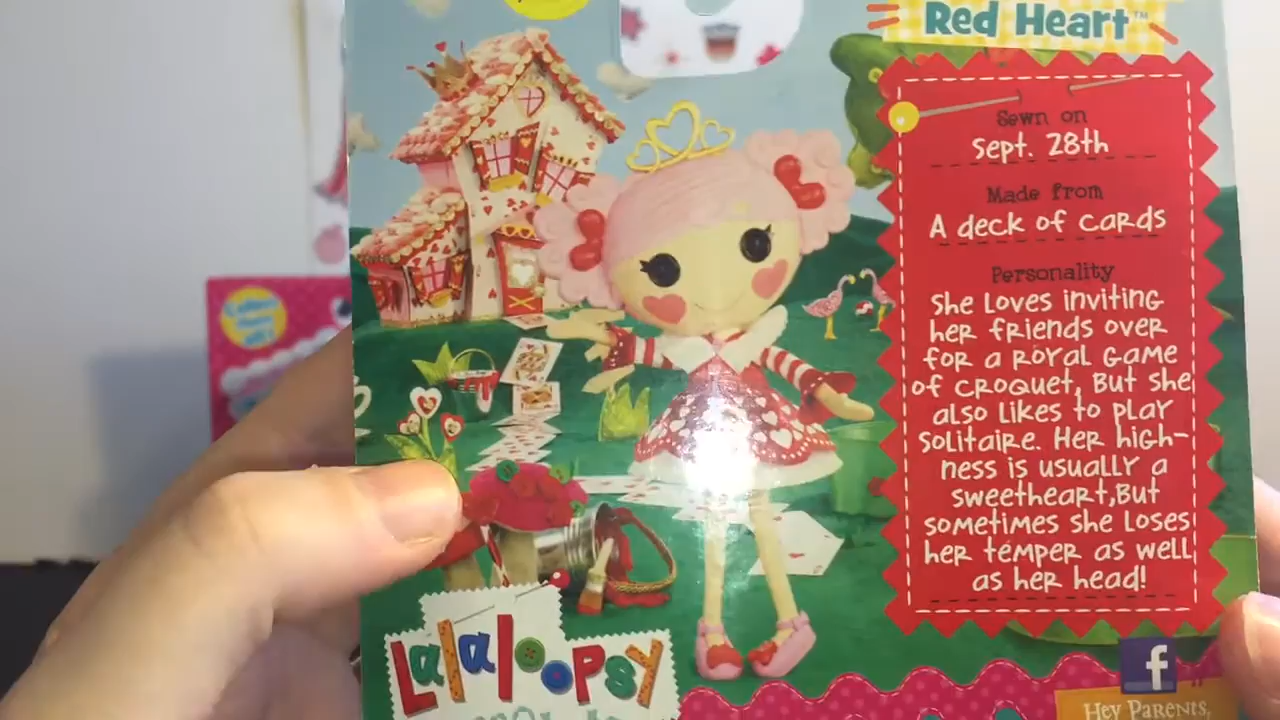 Red Heart™
Sewn on
Sept. 28th
Made from
A deck of cards
Personality
She Loves inviting
her friends over
for a royal game
of croquet, But she
also likes to play
solitaire. Her high-
ness is usually a
sweetheart,But
sometimes she loses
her temper as well
as her head!
Lalaloopsy
f
Hey Parents,